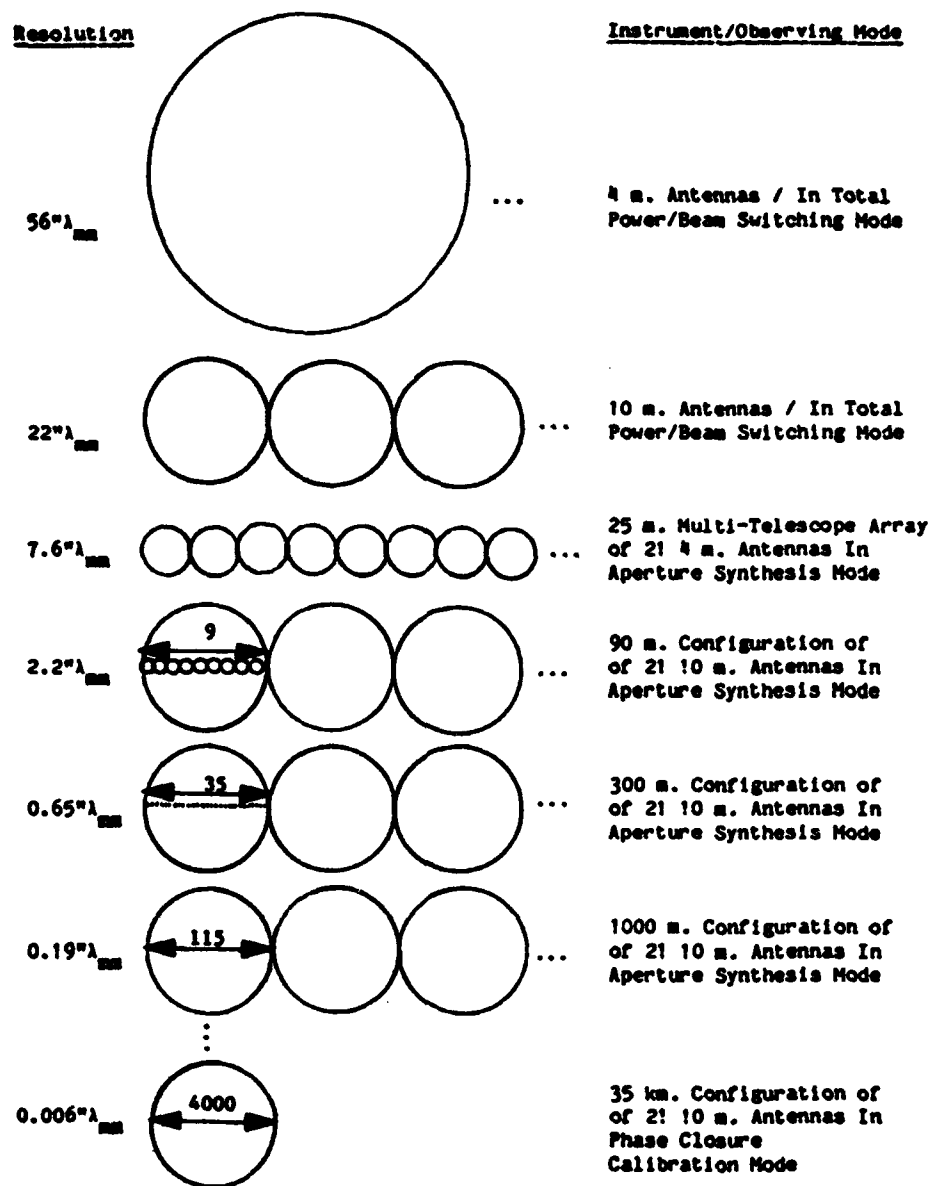 Resolution
Instrument/Observing Mode
56"λmm
...
4 m. Antennas / In Total
Power/Beam Switching Mode
22"λmm
...
10 m. Antennas / In Total
Power/Beam Switching Mode
7.6"λmm
...
25 m. Multi-Telescope Array
of 21 4 m. Antennas In
Aperture Synthesis Mode
2.2"λmm
9
...
90 m. Configuration of
of 21 10 m. Antennas In
Aperture Synthesis Mode
0.65"λmm
35
...
300 m. Configuration of
of 21 10 m. Antennas In
Aperture Synthesis Mode
0.19"λmm
115
...
1000 m. Configuration of
of 21 10 m. Antennas In
Aperture Synthesis Mode
0.006"λmm
4000
35 km. Configuration of
of 21 10 m. Antennas In
Phase Closure
Calibration Mode